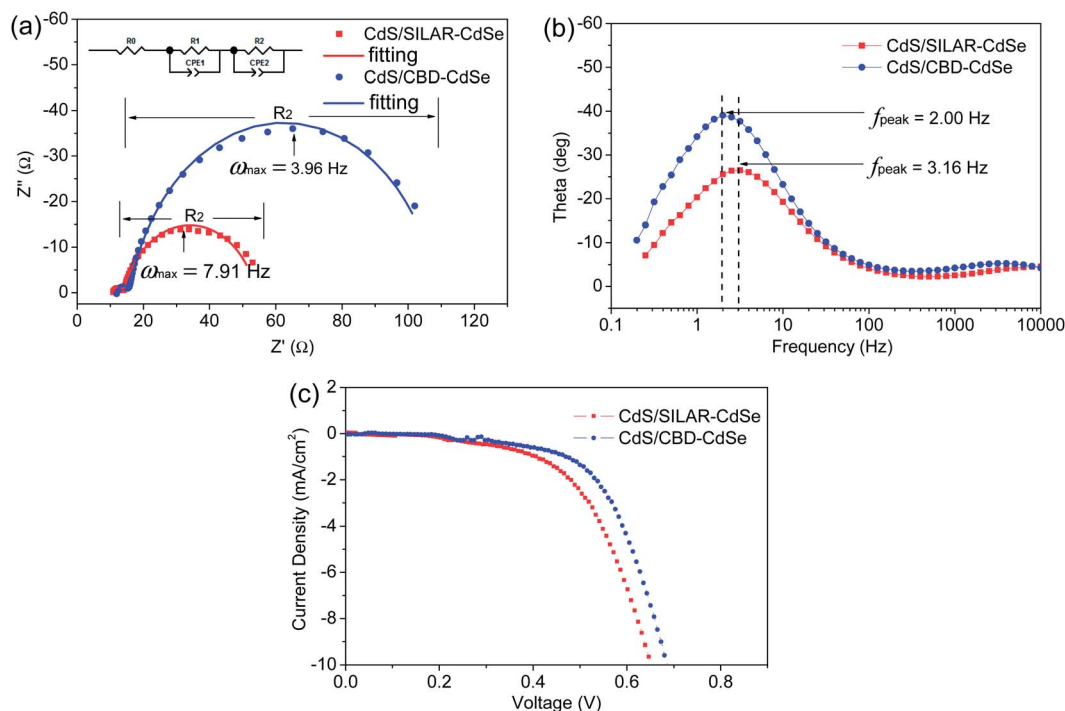 (a)
-60
-50
-40
-30
-20
-10
0
Z'' (Ω)
R0
R1
R2
CPE1
CPE2
CdS/SILAR-CdSe
fitting
CdS/CBD-CdSe
fitting
R2
ωmax = 3.96 Hz
R2
ωmax = 7.91 Hz
0 20 40 60 80 100 120
Z' (Ω)
(b)
-60
-50
-40
-30
-20
-10
0
Theta (deg)
CdS/SILAR-CdSe
CdS/CBD-CdSe
fpeak = 2.00 Hz
fpeak = 3.16 Hz
0.1 1 10 100 1000 10000
Frequency (Hz)
(c)
2
0
-2
-4
-6
-8
-10
Current Density (mA/cm²)
CdS/SILAR-CdSe
CdS/CBD-CdSe
0.0 0.2 0.4 0.6 0.8
Voltage (V)